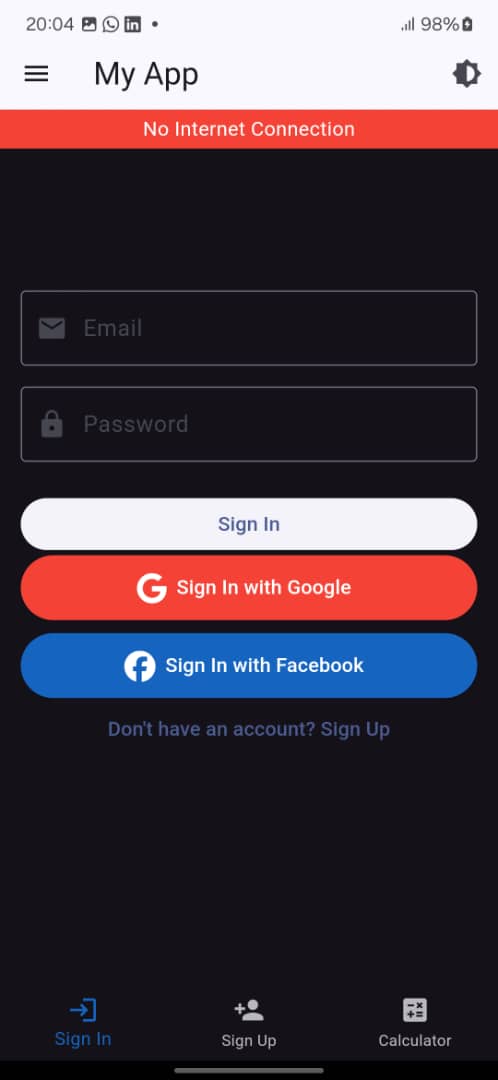 20:04 98%
My App
No Internet Connection
Email
Password
Sign In
Sign In with Google
Sign In with Facebook
Don't have an account? Sign Up
Sign In Sign Up Calculator